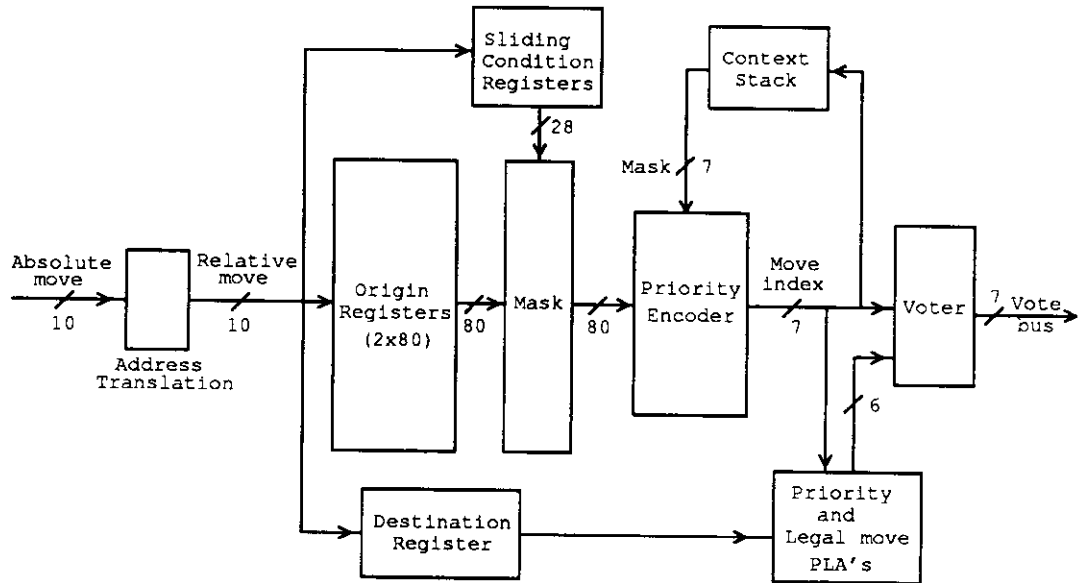 Sliding
Condition
Registers
28
Context
Stack
Mask
7
Absolute
move
10
Address
Translation
Relative
move
10
Origin
Registers
(2x80)
80
Mask
80
Priority
Encoder
Move
index
7
Voter
7
Vote
bus
6
Destination
Register
Priority
and
Legal move
PLA's